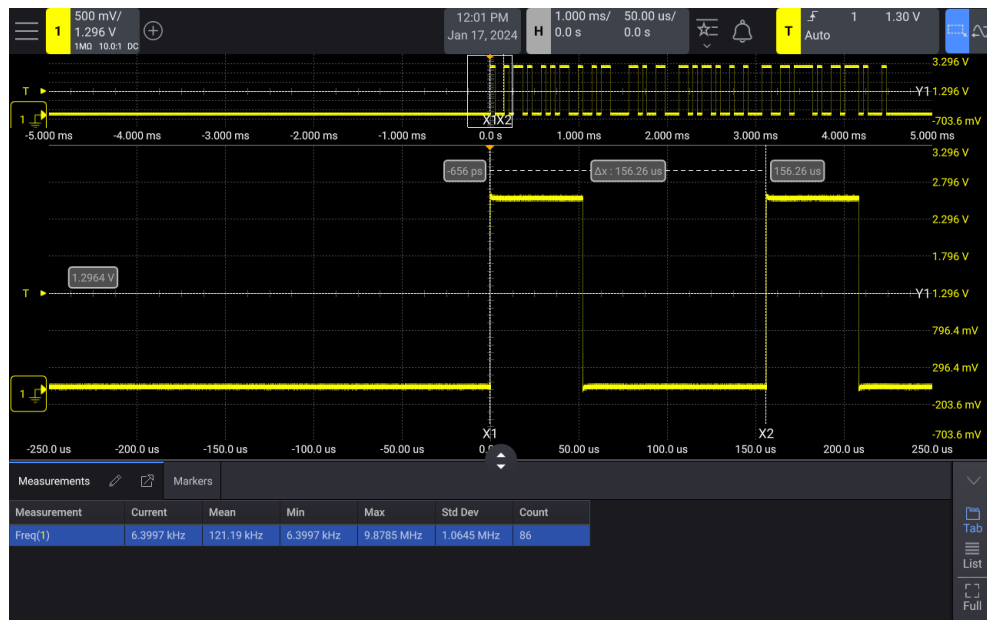 1 500 mV/ 12:01 PM H 1.000 ms/ 50.00 us/ T 1 1.30 V
1.296 V Jan 17, 2024 0.0 s 0.0 s Auto
1MΩ 10.0:1 DC
3.296 V
T Y1 1.296 V
1 X1X2 -703.6 mV
-5.000 ms -4.000 ms -3.000 ms -2.000 ms -1.000 ms 0.0 s 1.000 ms 2.000 ms 3.000 ms 4.000 ms 5.000 ms
3.296 V
-656 ps Δx : 156.26 us 156.26 us
2.796 V
2.296 V
1.796 V
1.2964 V
T Y1 1.296 V
796.4 mV
296.4 mV
1
-203.6 mV
X1 X2 -703.6 mV
-250.0 us -200.0 us -150.0 us -100.0 us -50.00 us 0. 50.00 us 100.0 us 150.0 us 200.0 us 250.0 us
Measurements Markers
Measurement Current Mean Min Max Std Dev Count
Freq(1) 6.3997 kHz 121.19 kHz 6.3997 kHz 9.8785 MHz 1.0645 MHz 86
Tab
List
Full